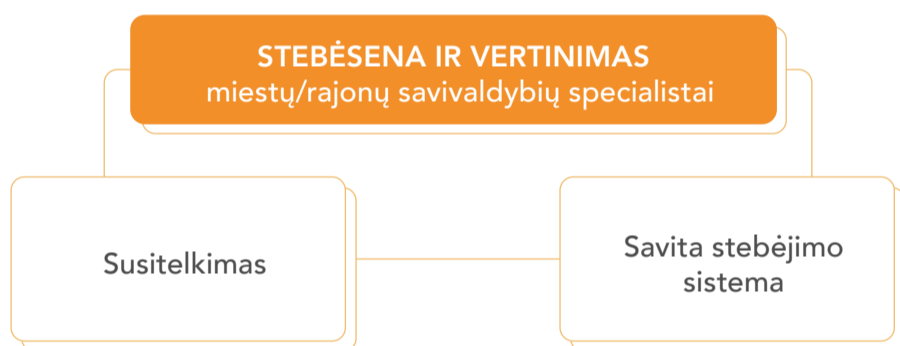 STEBĖSENA IR VERTINIMAS
miestų/rajonų savivaldybių specialistai
Susitelkimas
Savita stebėjimo
sistema